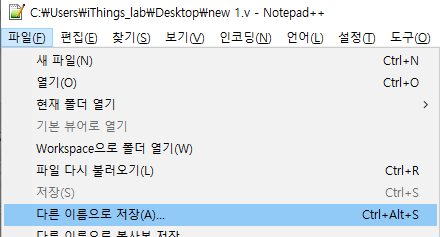 C:₩Users₩iThings_lab₩Desktop₩new 1.v - Notepad++
파일(F) 편집(E) 찾기(S) 보기(V) 인코딩(N) 언어(L) 설정(T) 도구(O)
새 파일(N) Ctrl+N
열기(O) Ctrl+O
현재 폴더 열기
기본 뷰어로 열기
Workspace으로 폴더 열기(W)
파일 다시 불러오기(L) Ctrl+R
저장(S) Ctrl+S
다른 이름으로 저장(A)... Ctrl+Alt+S
다른 이름으로 복사본 저장